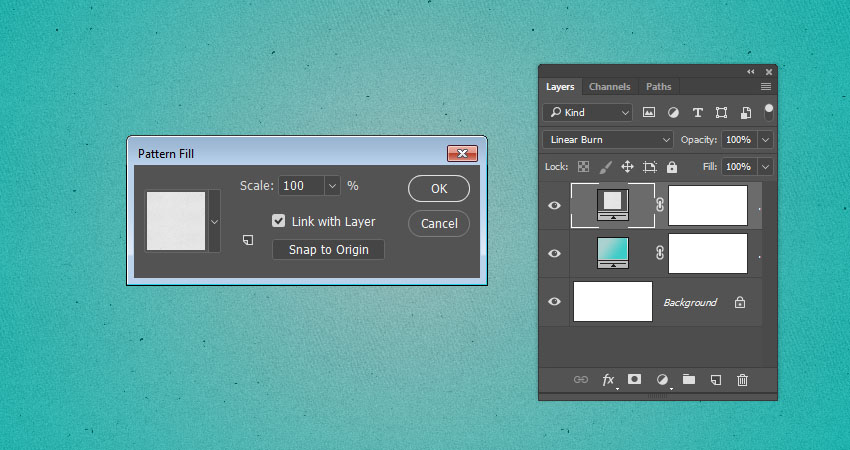 Pattern Fill
Scale: 100 %
OK
Link with Layer
Cancel
Snap to Origin
Layers Channels Paths
Kind
Linear Burn Opacity: 100%
Lock: Fill: 100%
Background
fx